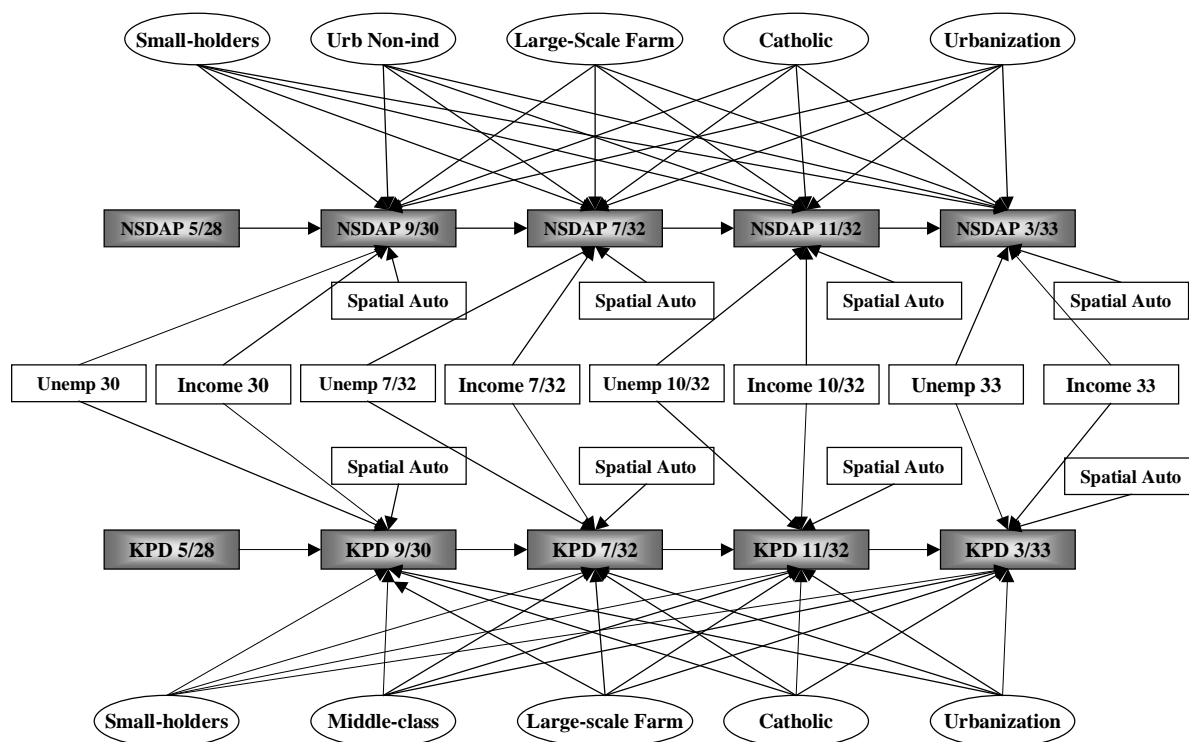 Small-holders
Urb Non-ind
Large-Scale Farm
Catholic
Urbanization
NSDAP 5/28
NSDAP 9/30
NSDAP 7/32
NSDAP 11/32
NSDAP 3/33
Spatial Auto
Spatial Auto
Spatial Auto
Spatial Auto
Unemp 30
Income 30
Unemp 7/32
Income 7/32
Unemp 10/32
Income 10/32
Unemp 33
Income 33
Spatial Auto
Spatial Auto
Spatial Auto
Spatial Auto
KPD 5/28
KPD 9/30
KPD 7/32
KPD 11/32
KPD 3/33
Small-holders
Middle-class
Large-scale Farm
Catholic
Urbanization